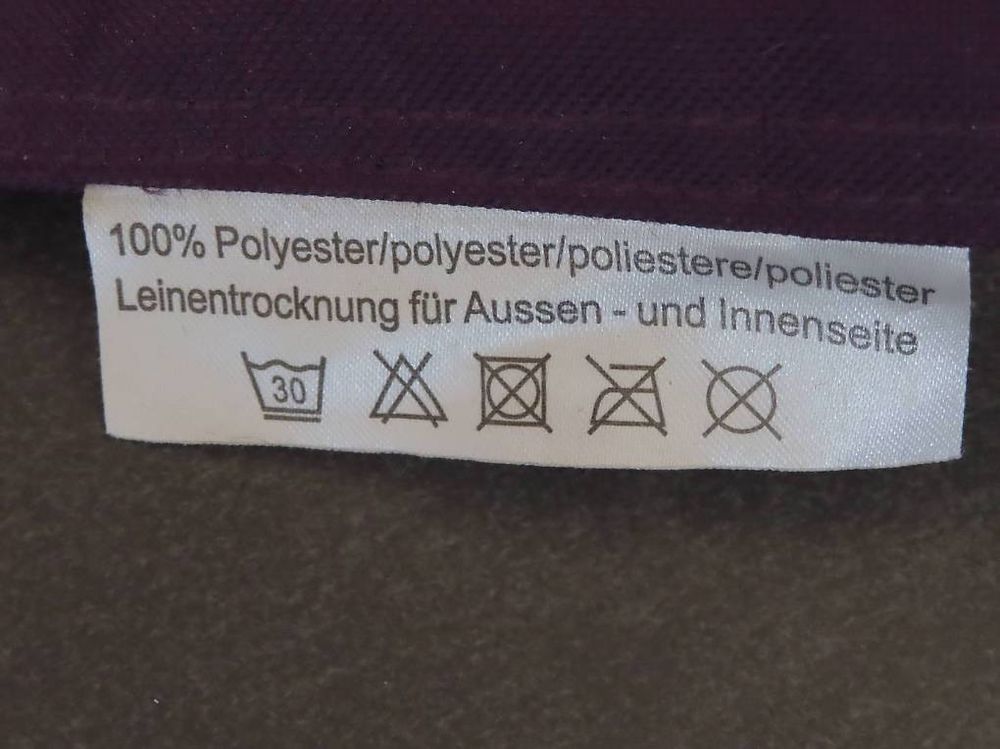 100% Polyester/polyester/poliestere/poliester
Leinentrocknung für Aussen - und Innenseite
30